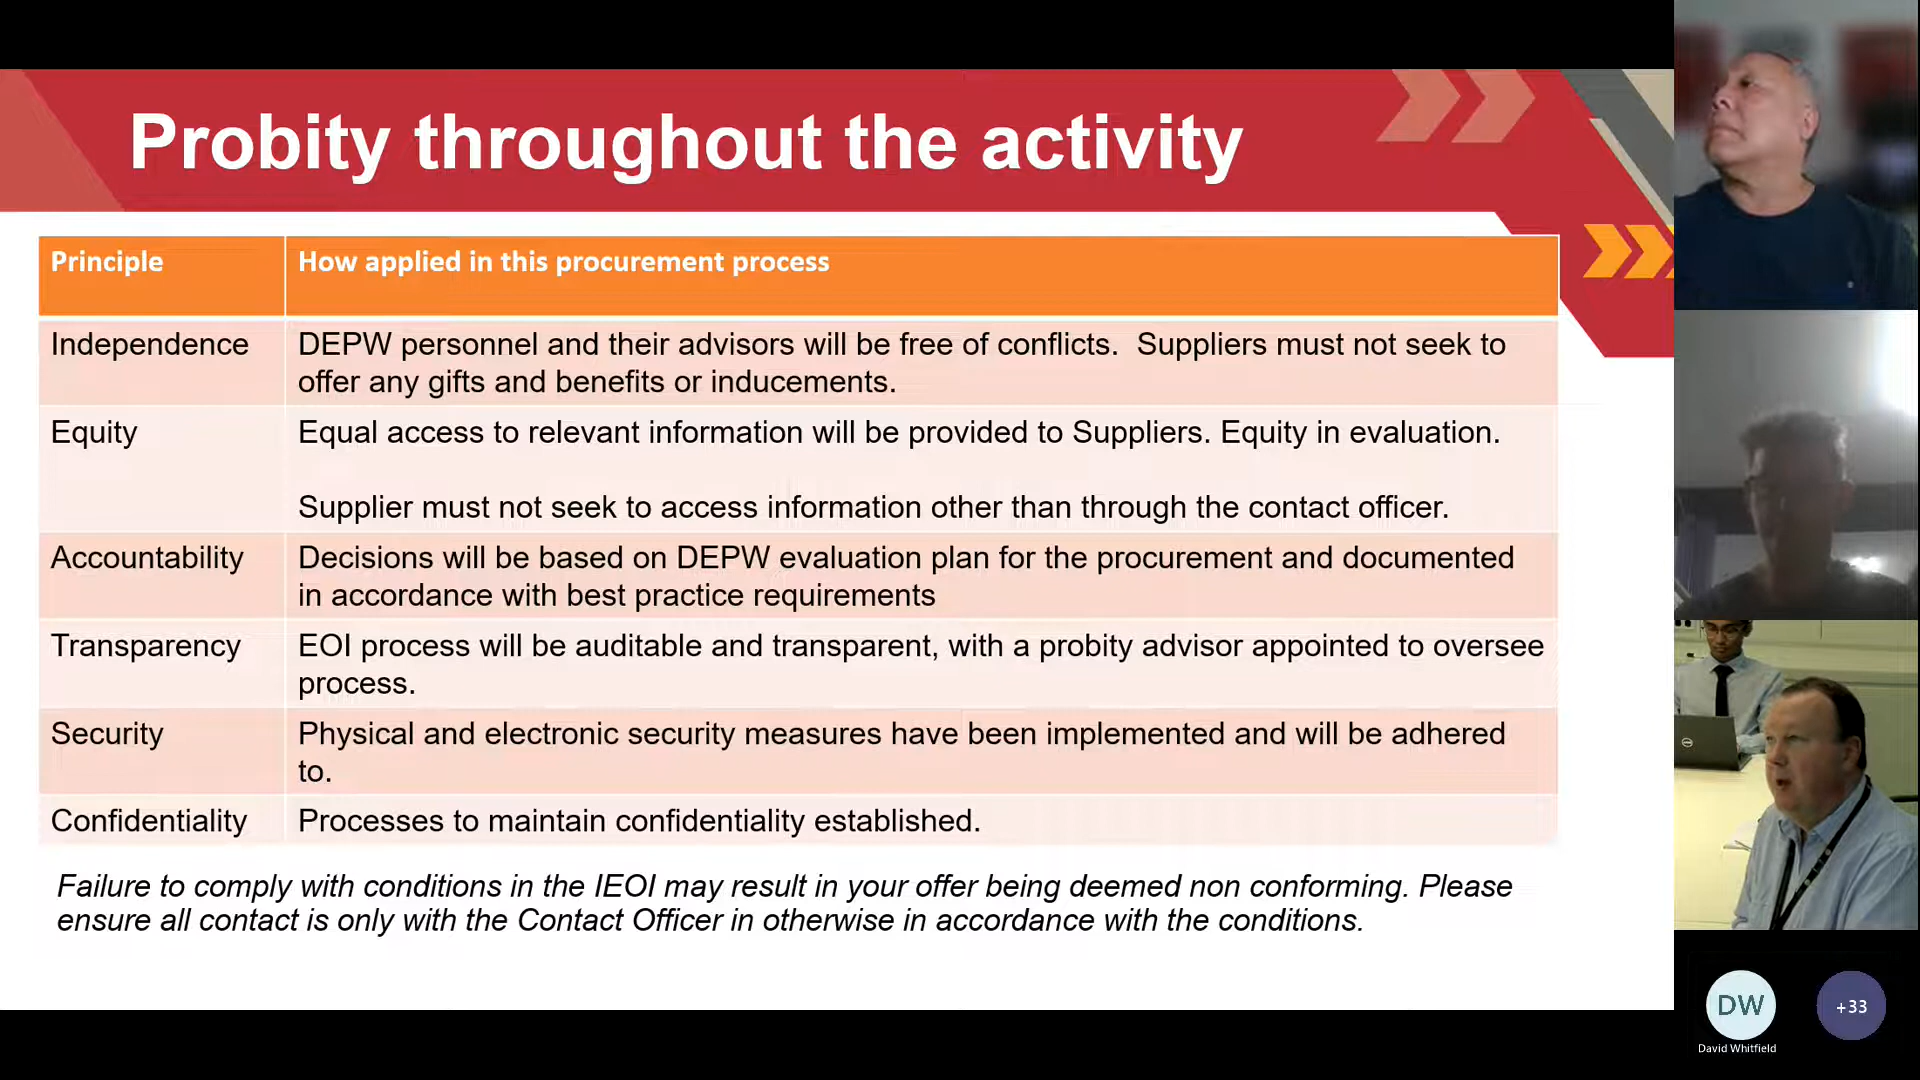 Probity throughout the activity
Principle
How applied in this procurement process
Independence
DEPW personnel and their advisors will be free of conflicts.  Suppliers must not seek to
offer any gifts and benefits or inducements.
Equity
Equal access to relevant information will be provided to Suppliers. Equity in evaluation.
Supplier must not seek to access information other than through the contact officer.
Accountability
Decisions will be based on DEPW evaluation plan for the procurement and documented
in accordance with best practice requirements
Transparency
EOI process will be auditable and transparent, with a probity advisor appointed to oversee
process.
Security
Physical and electronic security measures have been implemented and will be adhered
to.
Confidentiality
Processes to maintain confidentiality established.
Failure to comply with conditions in the IEOI may result in your offer being deemed non conforming. Please
ensure all contact is only with the Contact Officer in otherwise in accordance with the conditions.
DW
+33
David Whitfield